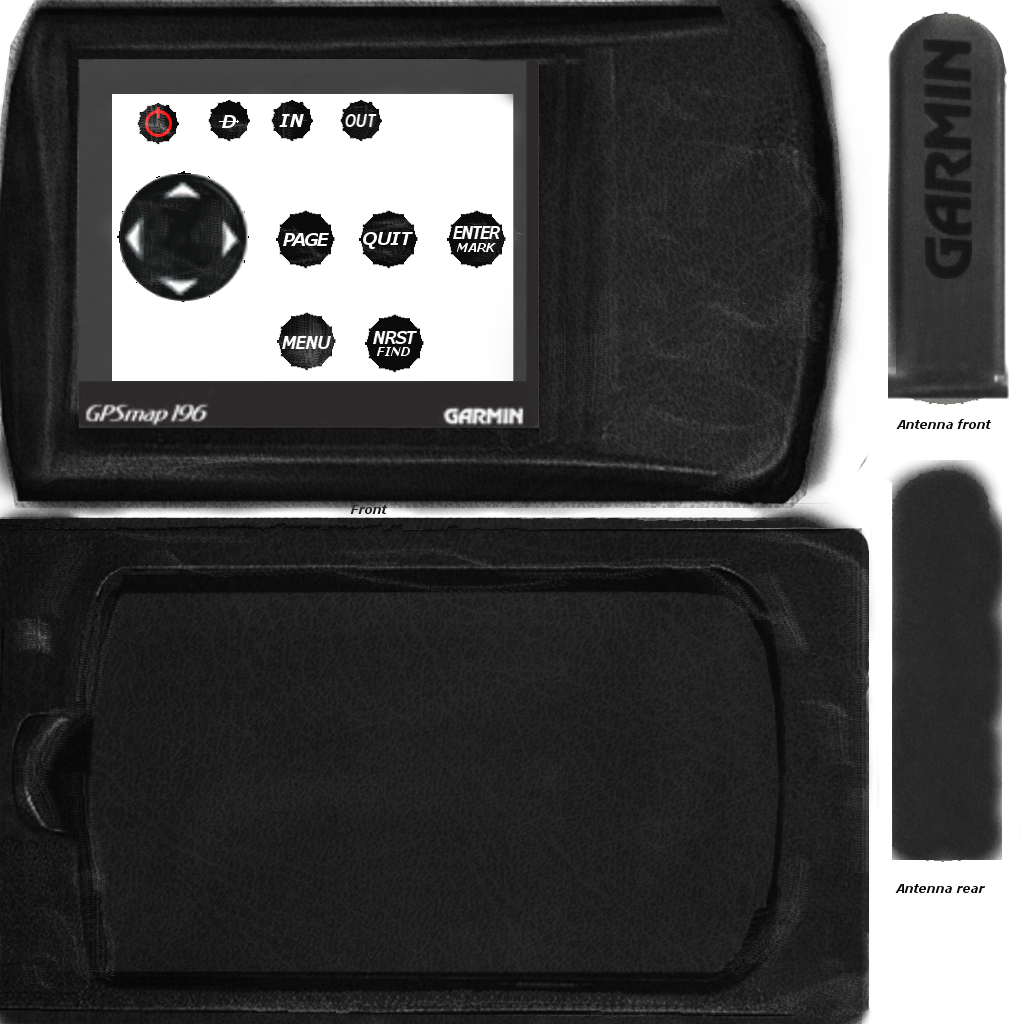 D
IN
OUT
PAGE
QUIT
ENTER
MARK
MENU
NRST
FIND
GPSmap 196
GARMIN
Front
GARMIN
Antenna front
Antenna rear